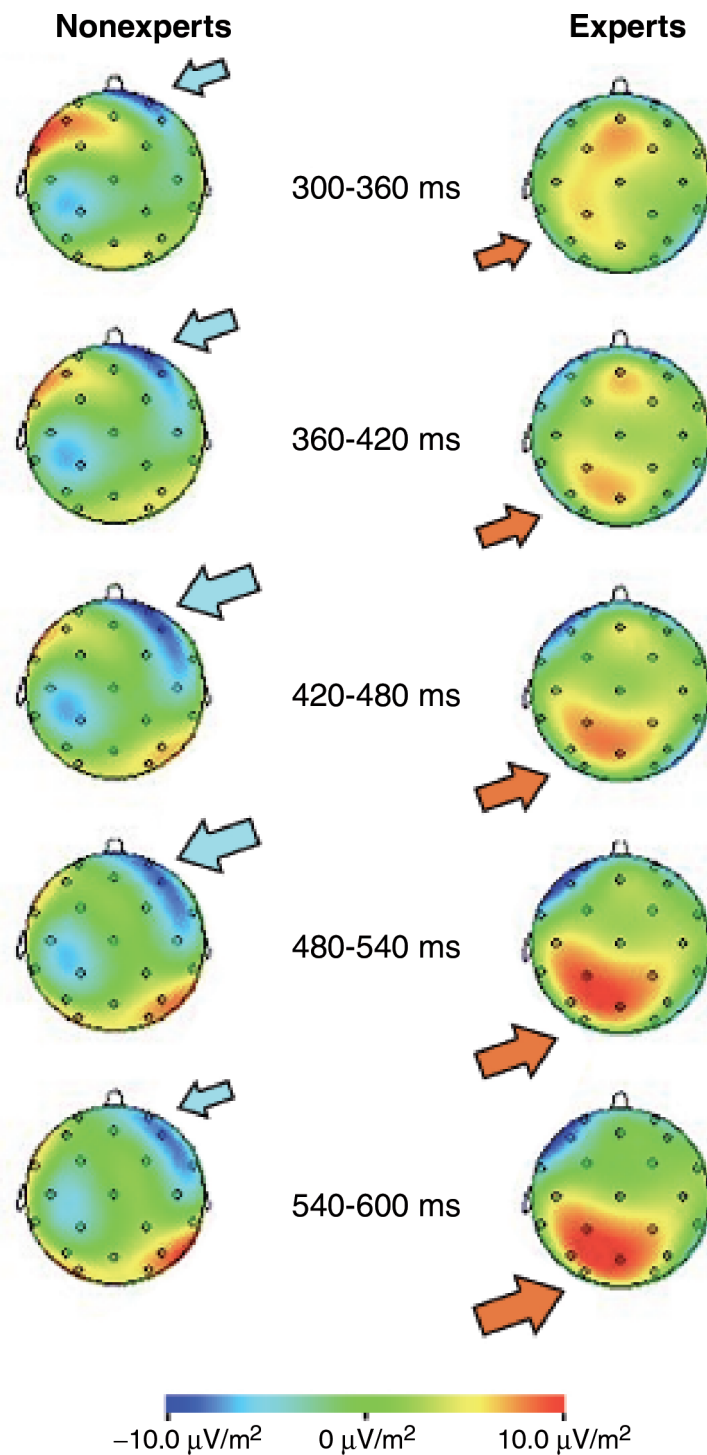 Nonexperts Experts
300-360 ms
360-420 ms
420-480 ms
480-540 ms
540-600 ms
−10.0 μV/m² 0 μV/m² 10.0 μV/m²